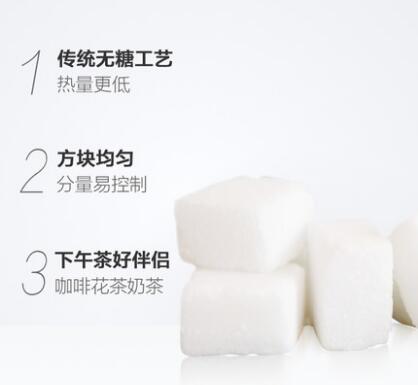 1 传统无糖工艺
热量更低
2 方块均匀
分量易控制
3 下午茶好伴侣
咖啡花茶奶茶